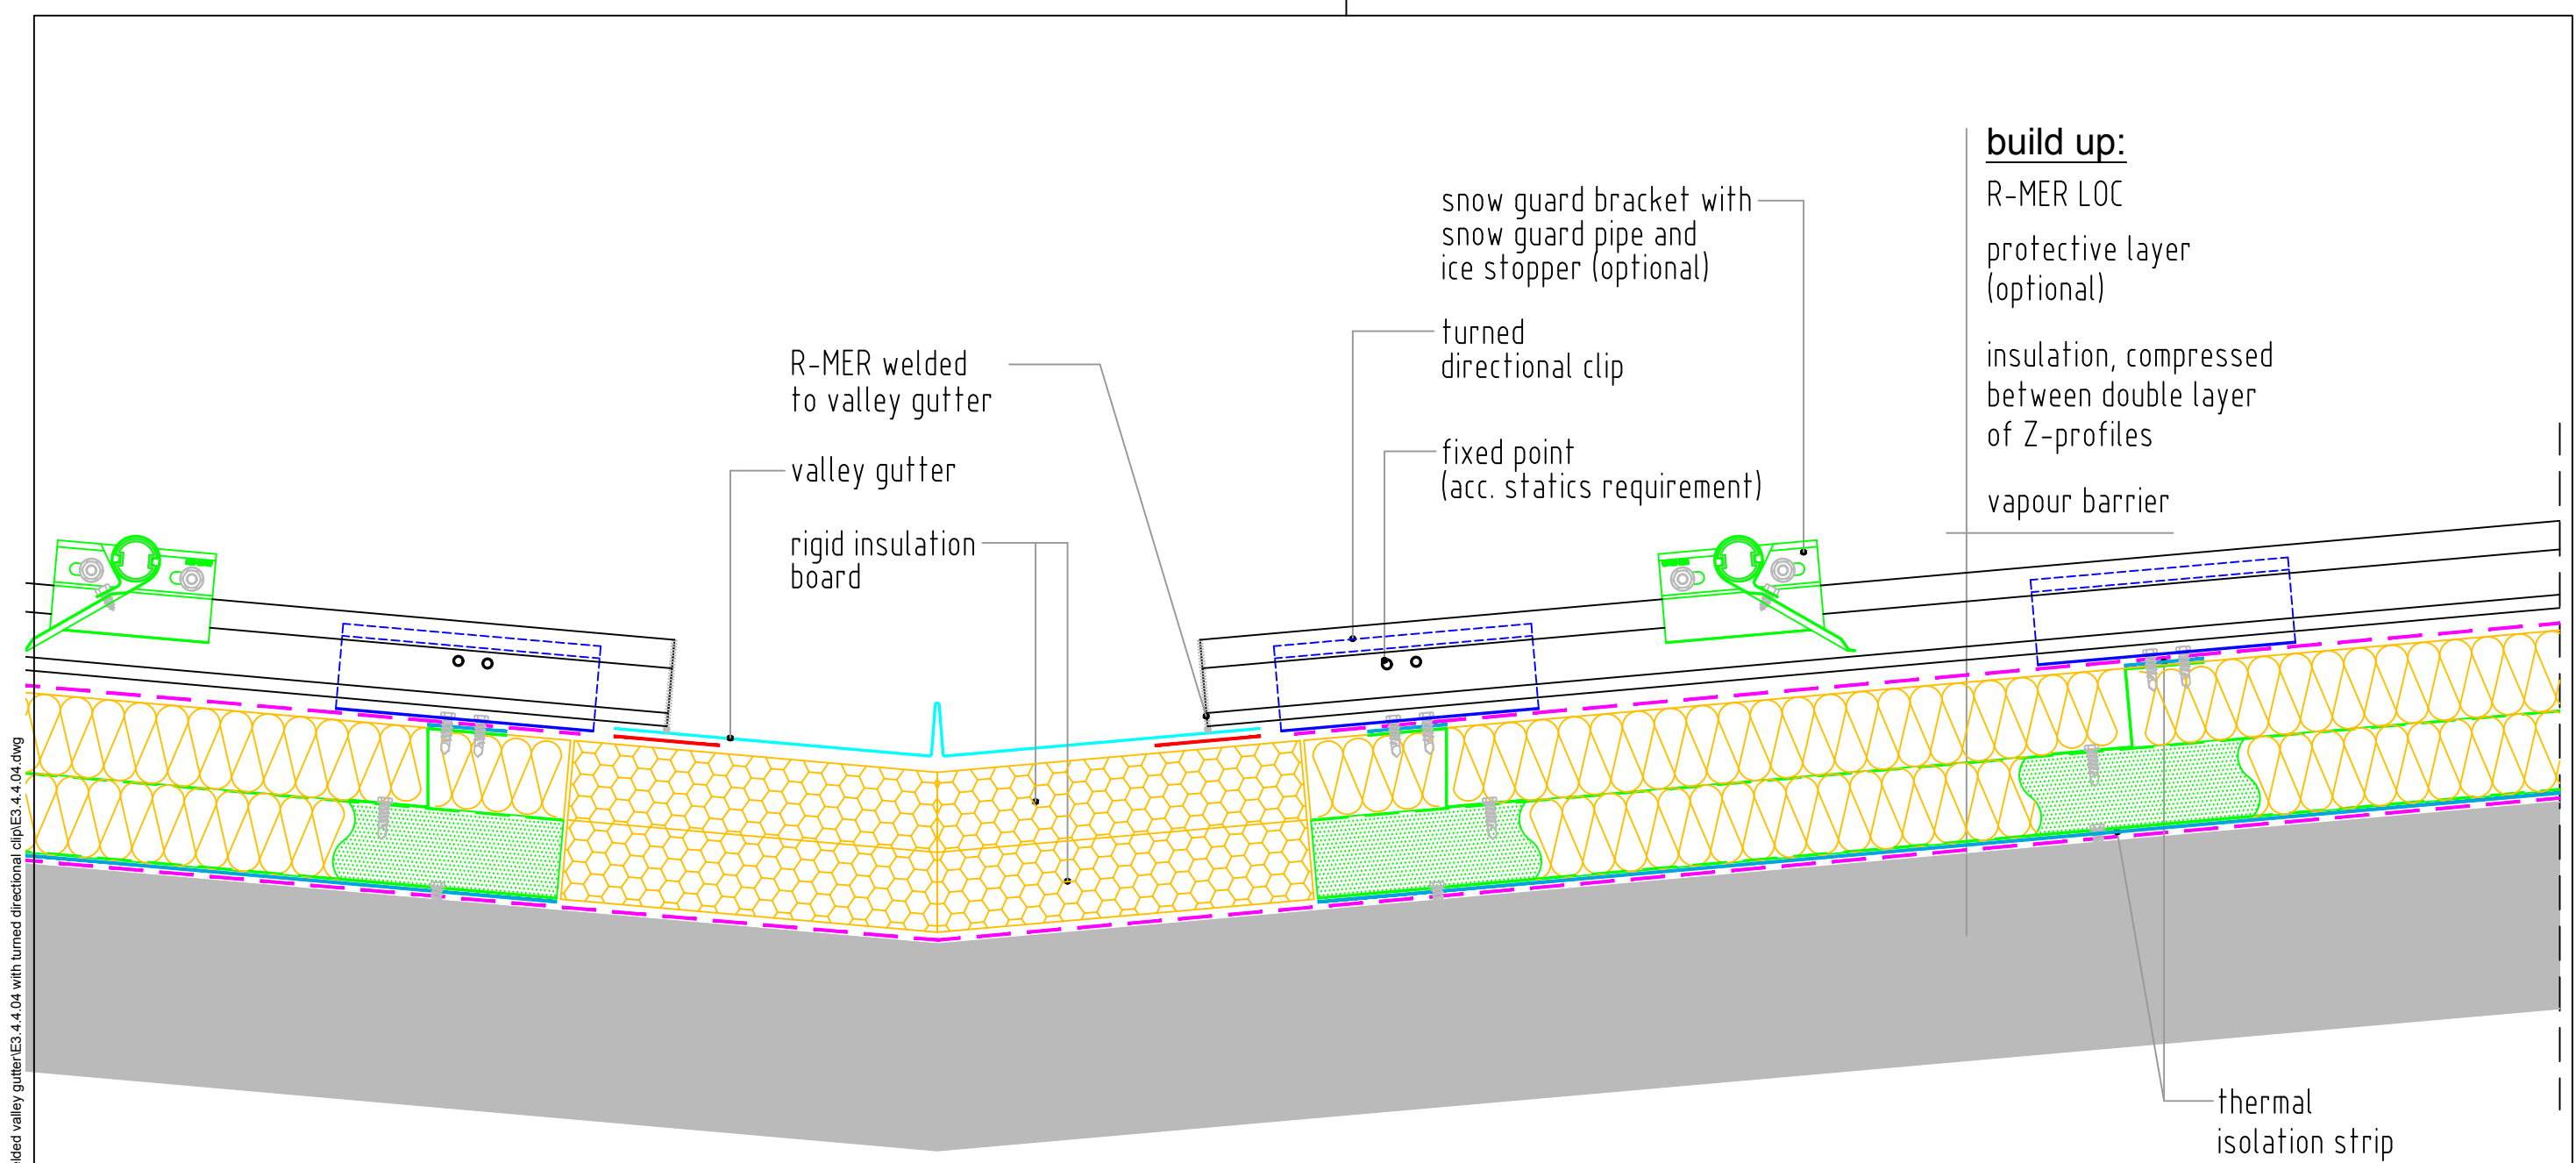 build up:
R-MER LOC
protective layer
(optional)
insulation, compressed
between double layer
of Z-profiles
vapour barrier
snow guard bracket with
snow guard pipe and
ice stopper (optional)
turned
directional clip
fixed point
(acc. statics requirement)
R-MER welded
to valley gutter
valley gutter
rigid insulation
board
thermal
isolation strip
elded valley gutter\E3.4.4.04 with turned directional clip\E3.4.4.04.dwg